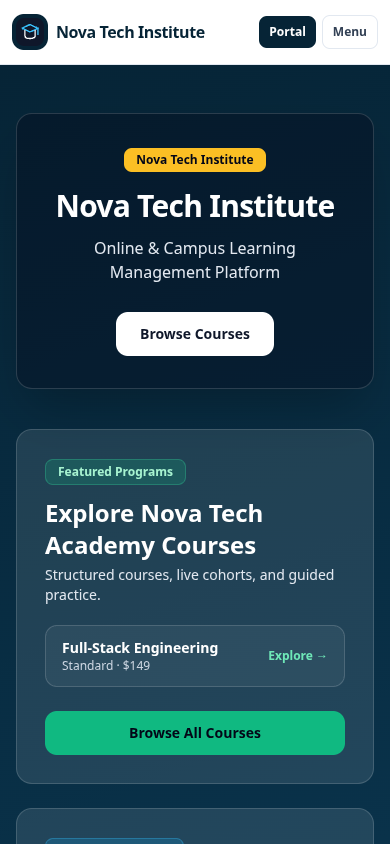 Nova Tech Institute
Portal
Menu
Nova Tech Institute
Nova Tech Institute
Online & Campus Learning
Management Platform
Browse Courses
Featured Programs
Explore Nova Tech
Academy Courses
Structured courses, live cohorts, and guided
practice.
Full-Stack Engineering
Standard · $149
Explore →
Browse All Courses